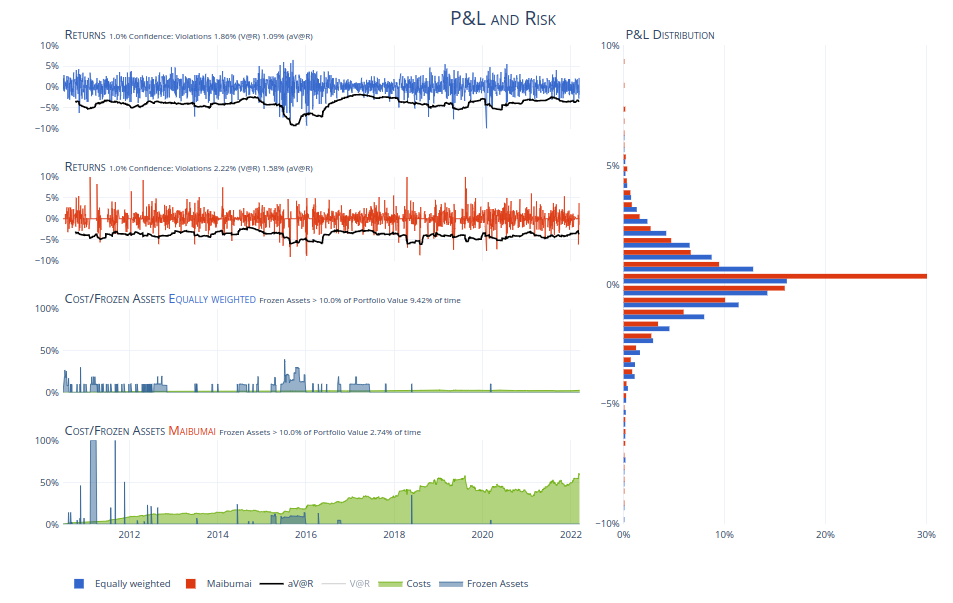 P&L and Risk
Returns 1.0% Confidence: Violations 1.86% (V@R) 1.09% (aV@R)
10%
5%
0%
−5%
−10%
Returns 1.0% Confidence: Violations 2.22% (V@R) 1.58% (aV@R)
10%
5%
0%
−5%
−10%
Cost/Frozen Assets Equally weighted Frozen Assets > 10.0% of Portfolio Value 9.42% of time
100%
50%
0%
Cost/Frozen Assets Maibumai Frozen Assets > 10.0% of Portfolio Value 2.74% of time
100%
50%
0%
2012 2014 2016 2018 2020 2022
P&L Distribution
10%
5%
0%
−5%
−10%
0% 10% 20% 30%
Equally weighted Maibumai aV@R V@R Costs Frozen Assets